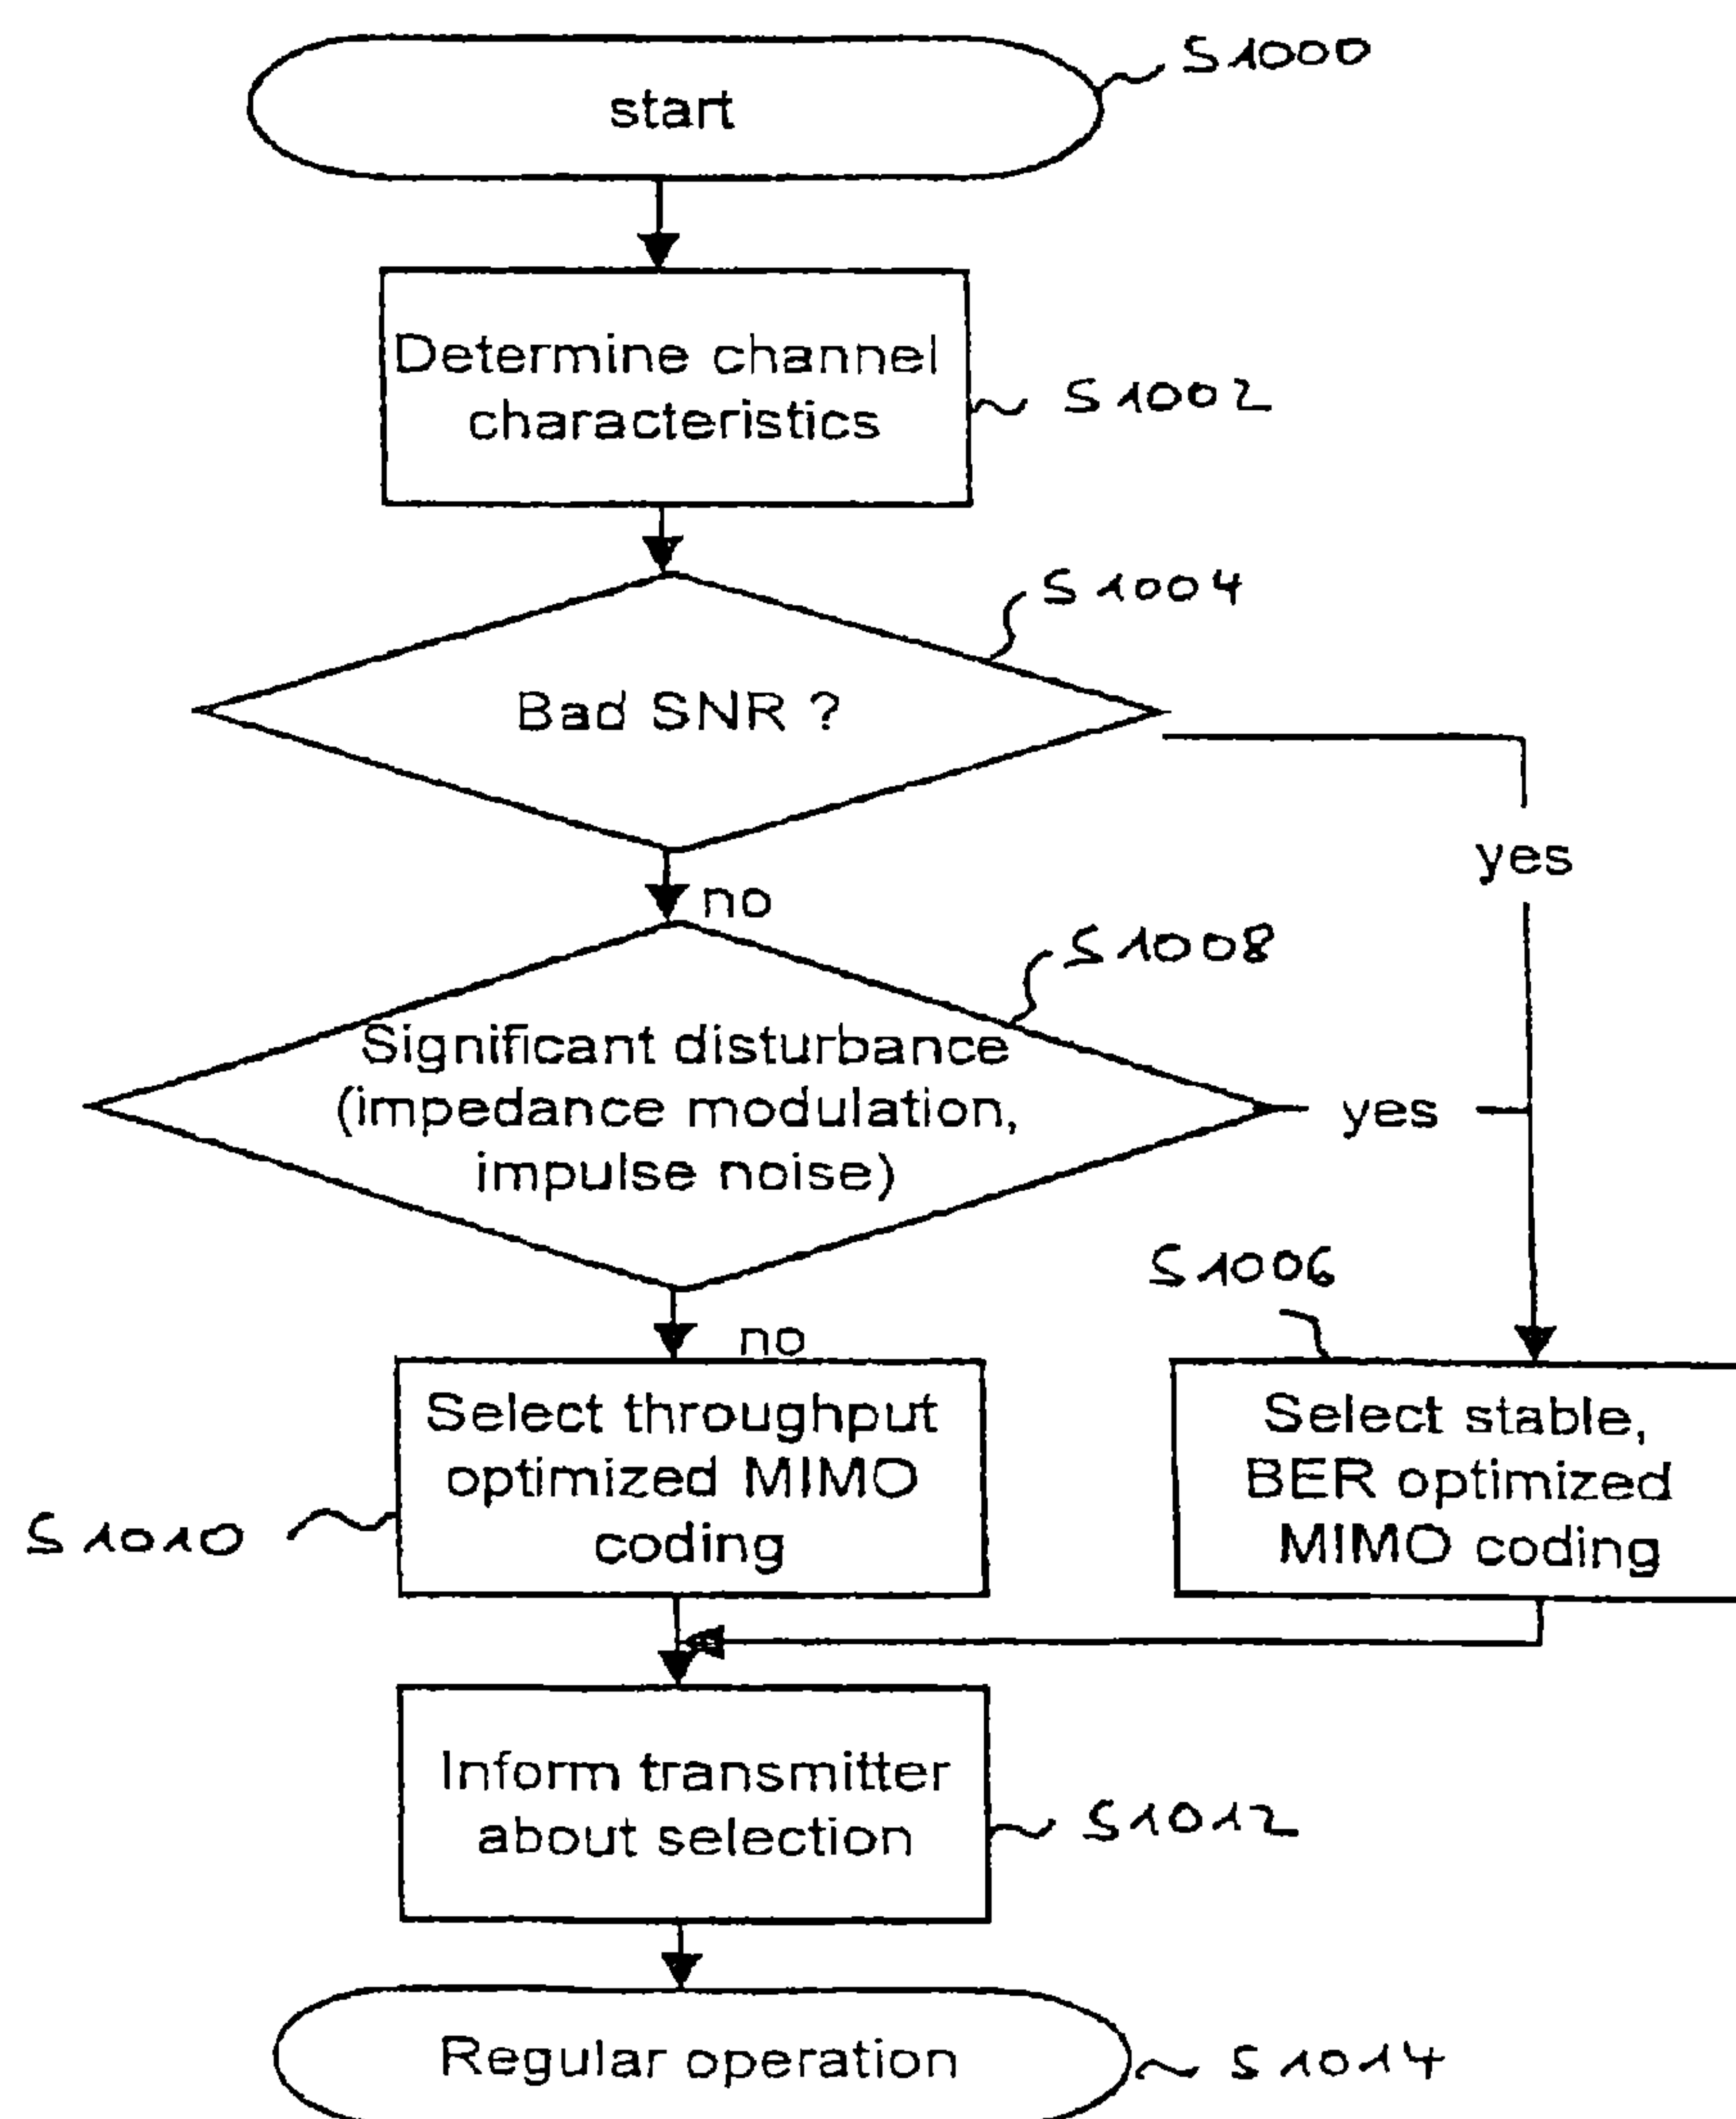 start
S1000
Determine channel
characteristics
S1002
S1004
Bad SNR ?
yes
no
S1008
Significant disturbance
(impedance modulation,
impulse noise)
yes
S1006
no
Select throughput
optimized MIMO
coding
S1010
Select stable,
BER optimized
MIMO coding
Inform transmitter
about selection
S1012
Regular operation
S1014